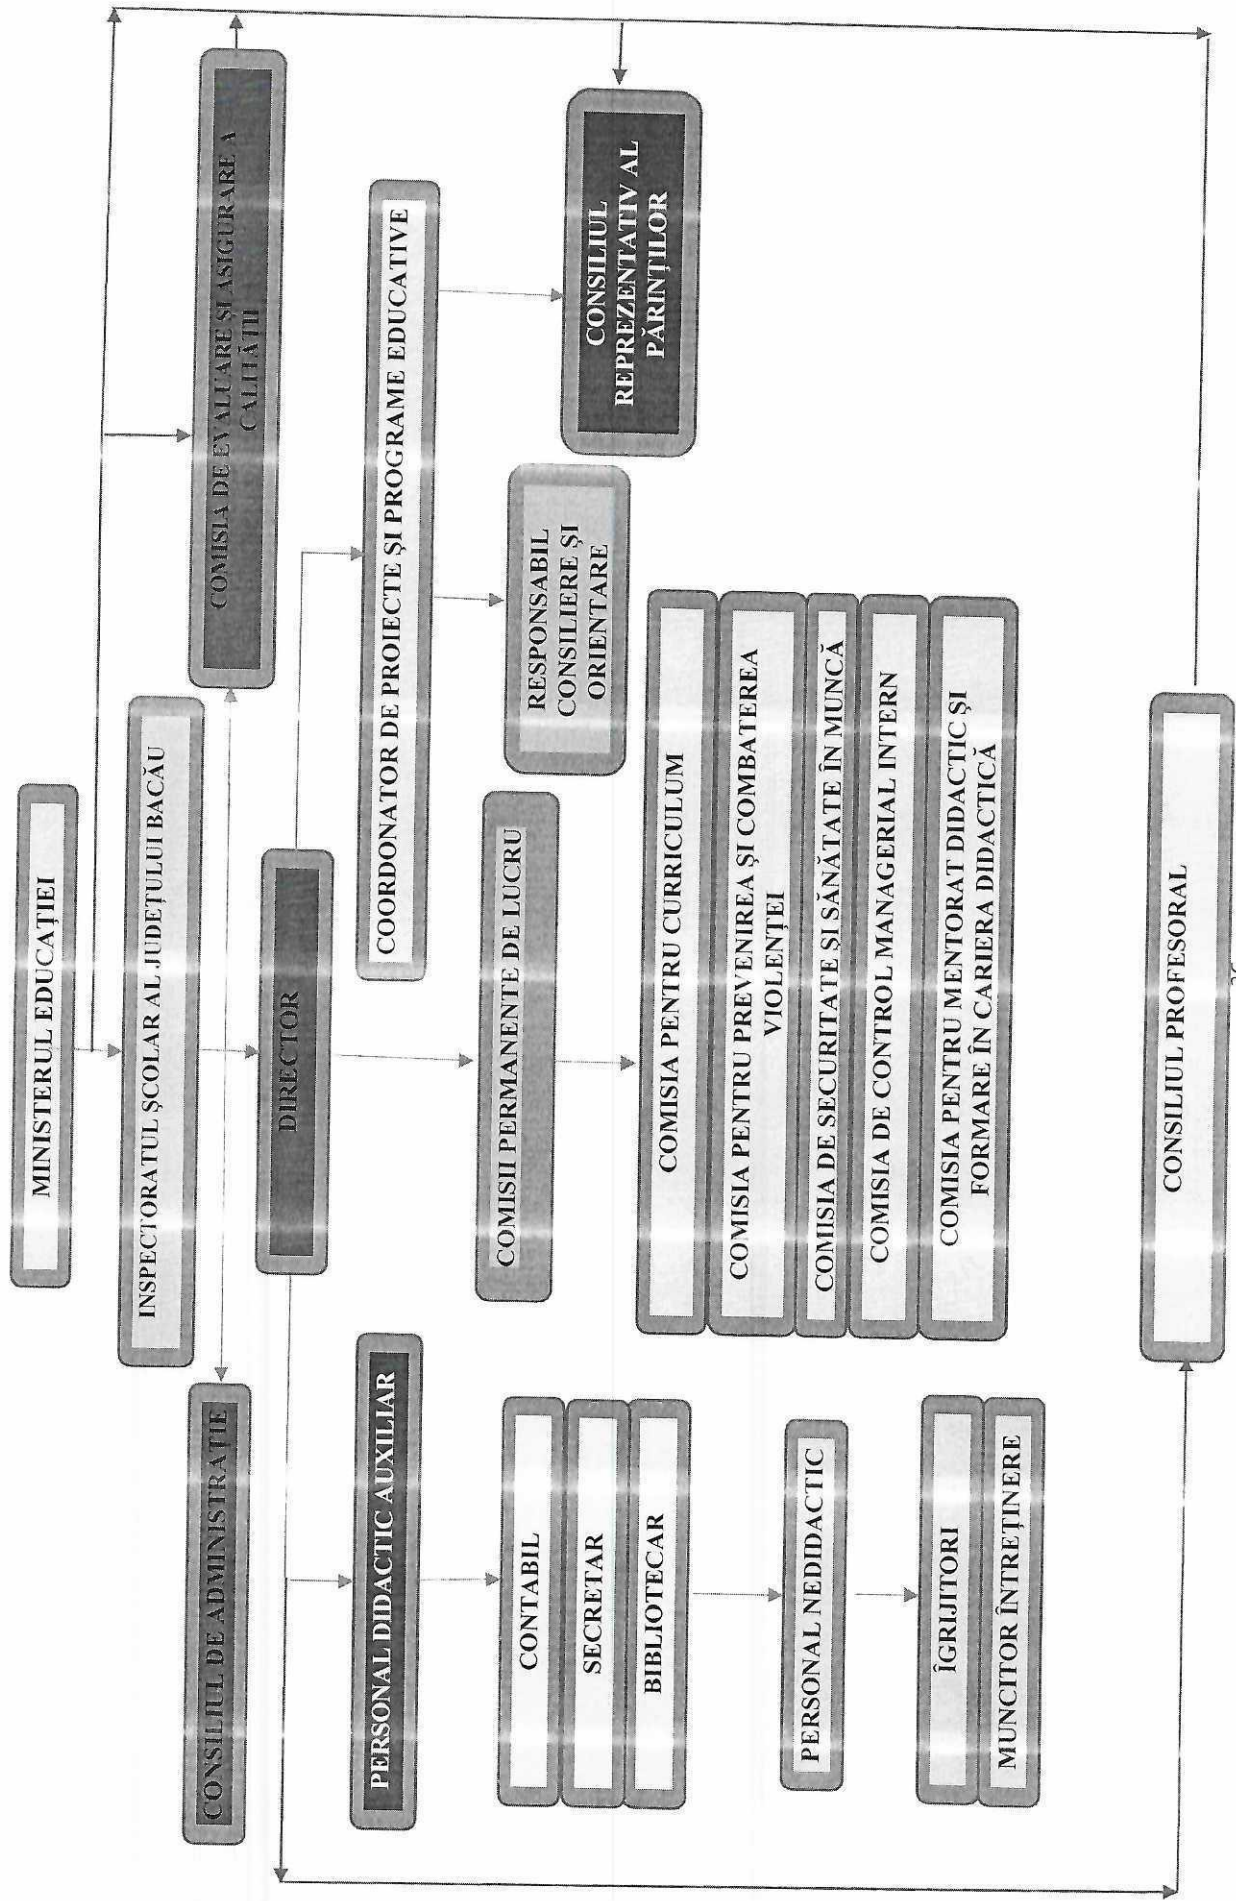 MINISTERUL EDUCAȚIEI
INSPECTORATUL ȘCOLAR AL JUDEȚULUI BACĂU
CONSILIUL DE ADMINISTRAȚIE
COMISIA DE EVALUARE ȘI ASIGURARE A
CALITĂȚII
DIRECTOR
PERSONAL DIDACTIC AUXILIAR
COORDONATOR DE PROIECTE ȘI PROGRAME EDUCATIVE
CONTABIL
SECRETAR
BIBLIOTECAR
COMISII PERMANENTE DE LUCRU
RESPONSABIL
CONSILIERE ȘI
ORIENTARE
CONSILIUL
REPREZENTATIV AL
PĂRINȚILOR
COMISIA PENTRU CURRICULUM
COMISIA PENTRU PREVENIREA ȘI COMBATEREA
VIOLENȚEI
COMISIA DE SECURITATE ȘI SĂNĂTATE ÎN MUNCĂ
COMISIA DE CONTROL MANAGERIAL INTERN
COMISIA PENTRU MENTORAT DIDACTIC ȘI
FORMARE ÎN CARIERA DIDACTICĂ
PERSONAL NEDIDACTIC
ÎGRIJITORI
MUNCITOR ÎNTREȚINERE
CONSILIUL PROFESORAL